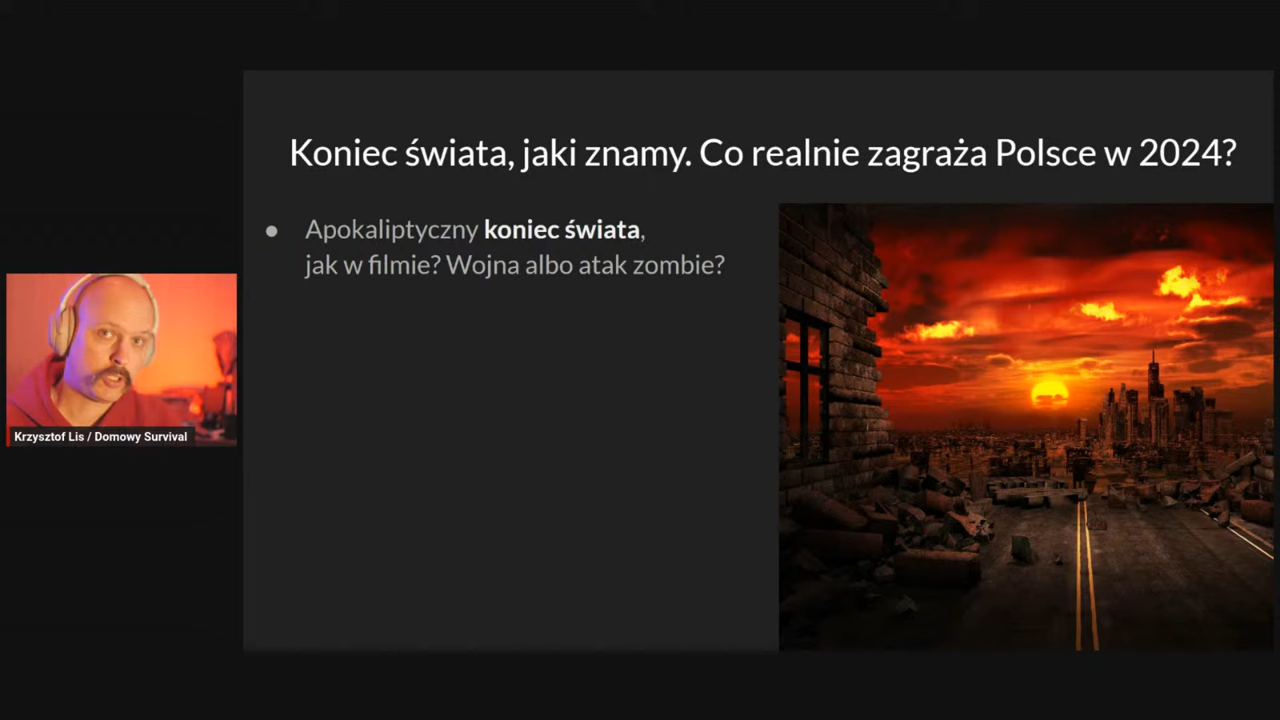 Koniec świata, jaki znamy. Co realnie zagraża Polsce w 2024?
● Apokaliptyczny koniec świata,
jak w filmie? Wojna albo atak zombie?
Krzysztof Lis / Domowy Survival